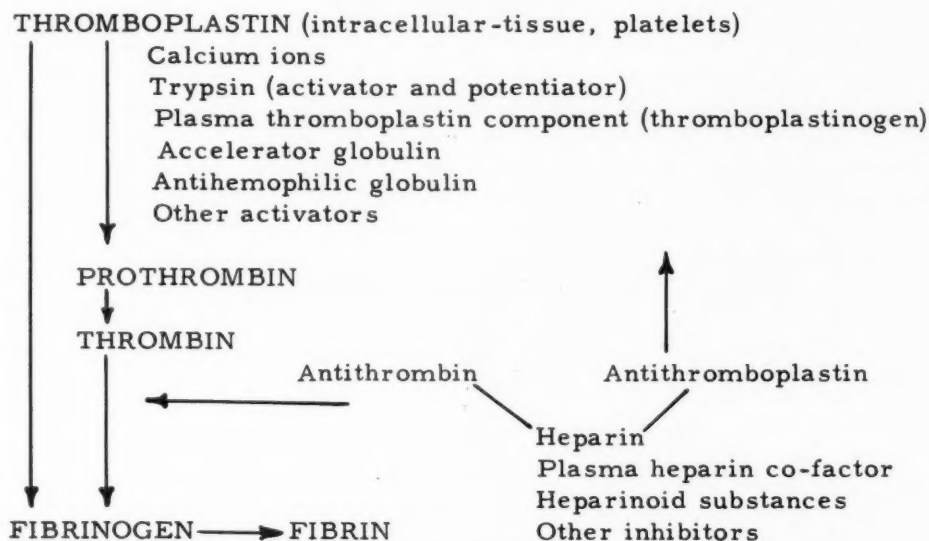 THROMBOPLASTIN (intracellular-tissue, platelets)
Calcium ions
Trypsin (activator and potentiator)
Plasma thromboplastin component (thromboplastinogen)
Accelerator globulin
Antihemophilic globulin
Other activators
PROTHROMBIN
THROMBIN
Antithrombin
Antithromboplastin
Heparin
Plasma heparin co-factor
Heparinoid substances
Other inhibitors
FIBRINOGEN FIBRIN